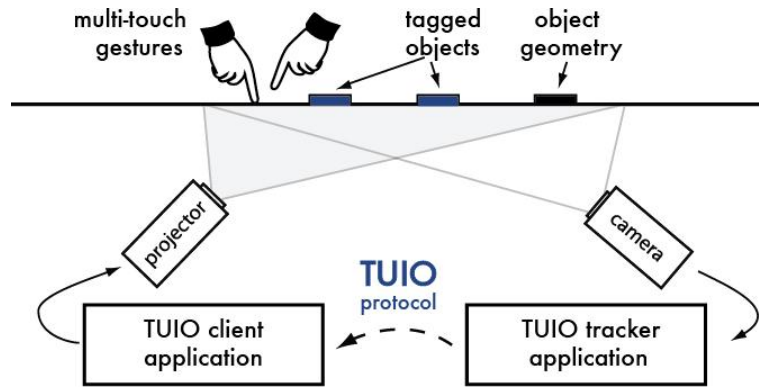 multi-touch
gestures
tagged
objects
object
geometry
projector
camera
TUIO
protocol
TUIO client
application
TUIO tracker
application